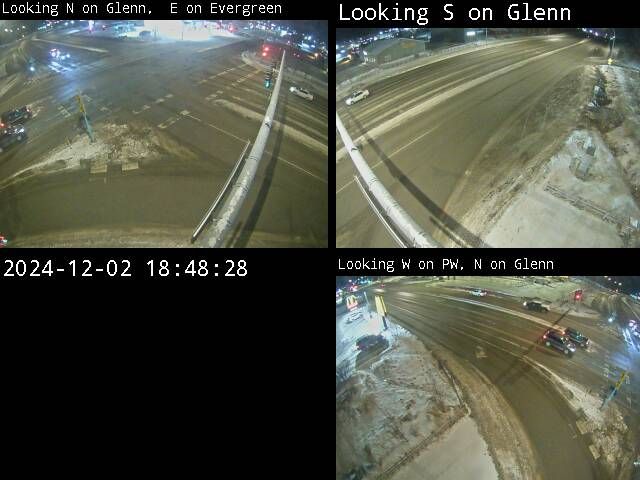 Looking N on Glenn,  E on Evergreen
Looking S on Glenn
2024-12-02 18:48:28
Looking W on PW, N on Glenn